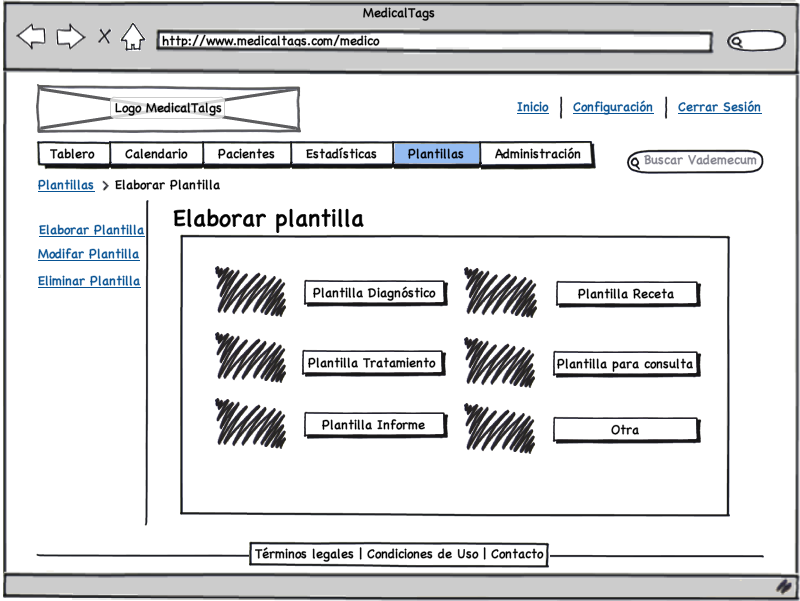 MedicalTags
http://www.medicaltags.com/medico
Logo MedicalTalgs
Inicio | Configuración | Cerrar Sesión
Tablero Calendario Pacientes Estadísticas Plantillas Administración
Buscar Vademecum
Plantillas > Elaborar Plantilla
Elaborar Plantilla
Modifar Plantilla
Eliminar Plantilla
Elaborar plantilla
Plantilla Diagnóstico
Plantilla Receta
Plantilla Tratamiento
Plantilla para consulta
Plantilla Informe
Otra
Términos legales | Condiciones de Uso | Contacto